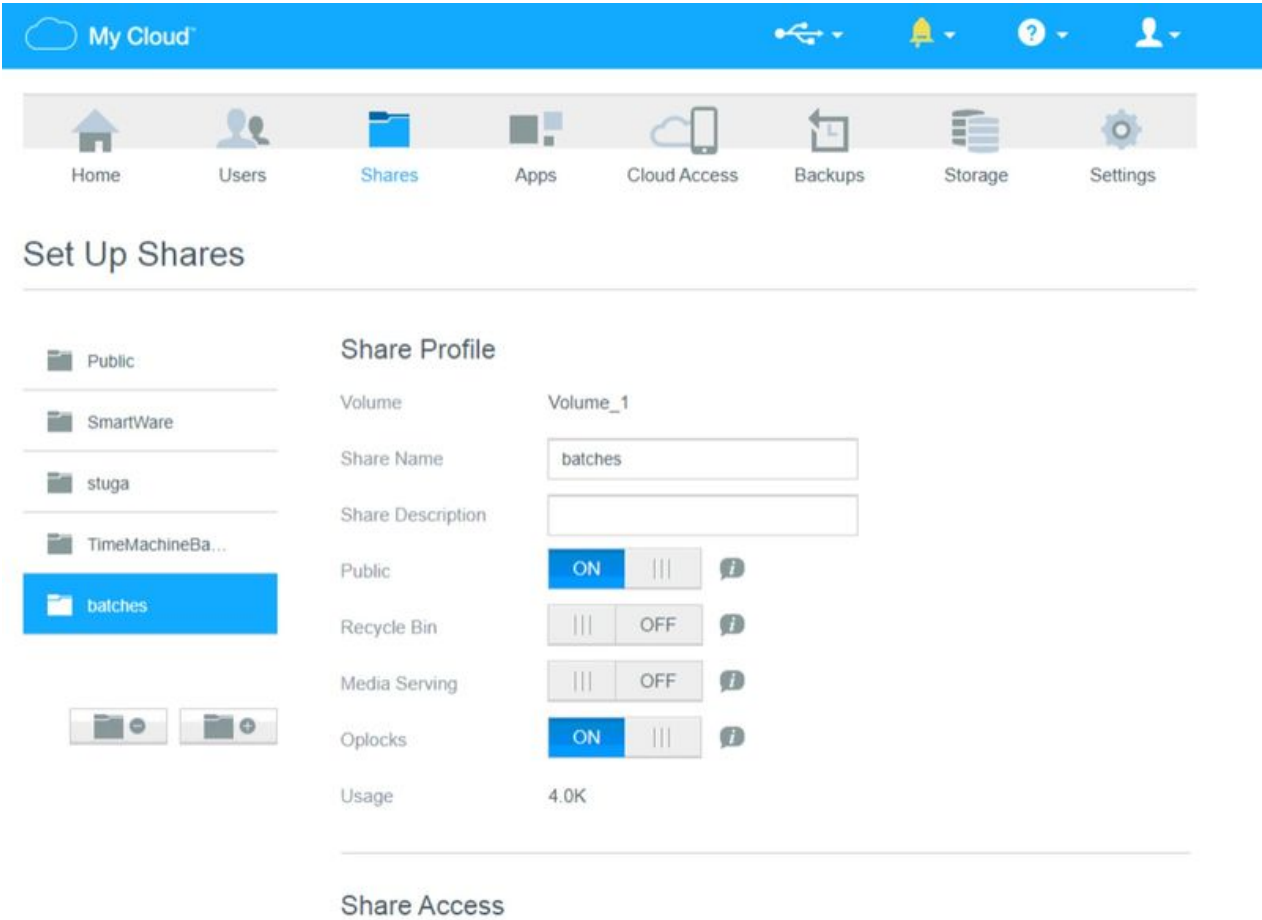 My Cloud™
Home Users Shares Apps Cloud Access Backups Storage Settings
Set Up Shares
Public
SmartWare
stuga
TimeMachineBa...
batches
Share Profile
Volume Volume_1
Share Name batches
Share Description
Public ON
Recycle Bin OFF
Media Serving OFF
Oplocks ON
Usage 4.0K
Share Access